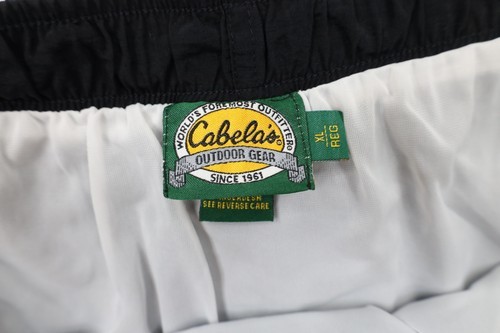 WORLD'S FOREMOST OUTFITTER®
Cabela's®
OUTDOOR GEAR
SINCE 1961
XL
REG
SEE REVERSE CARE